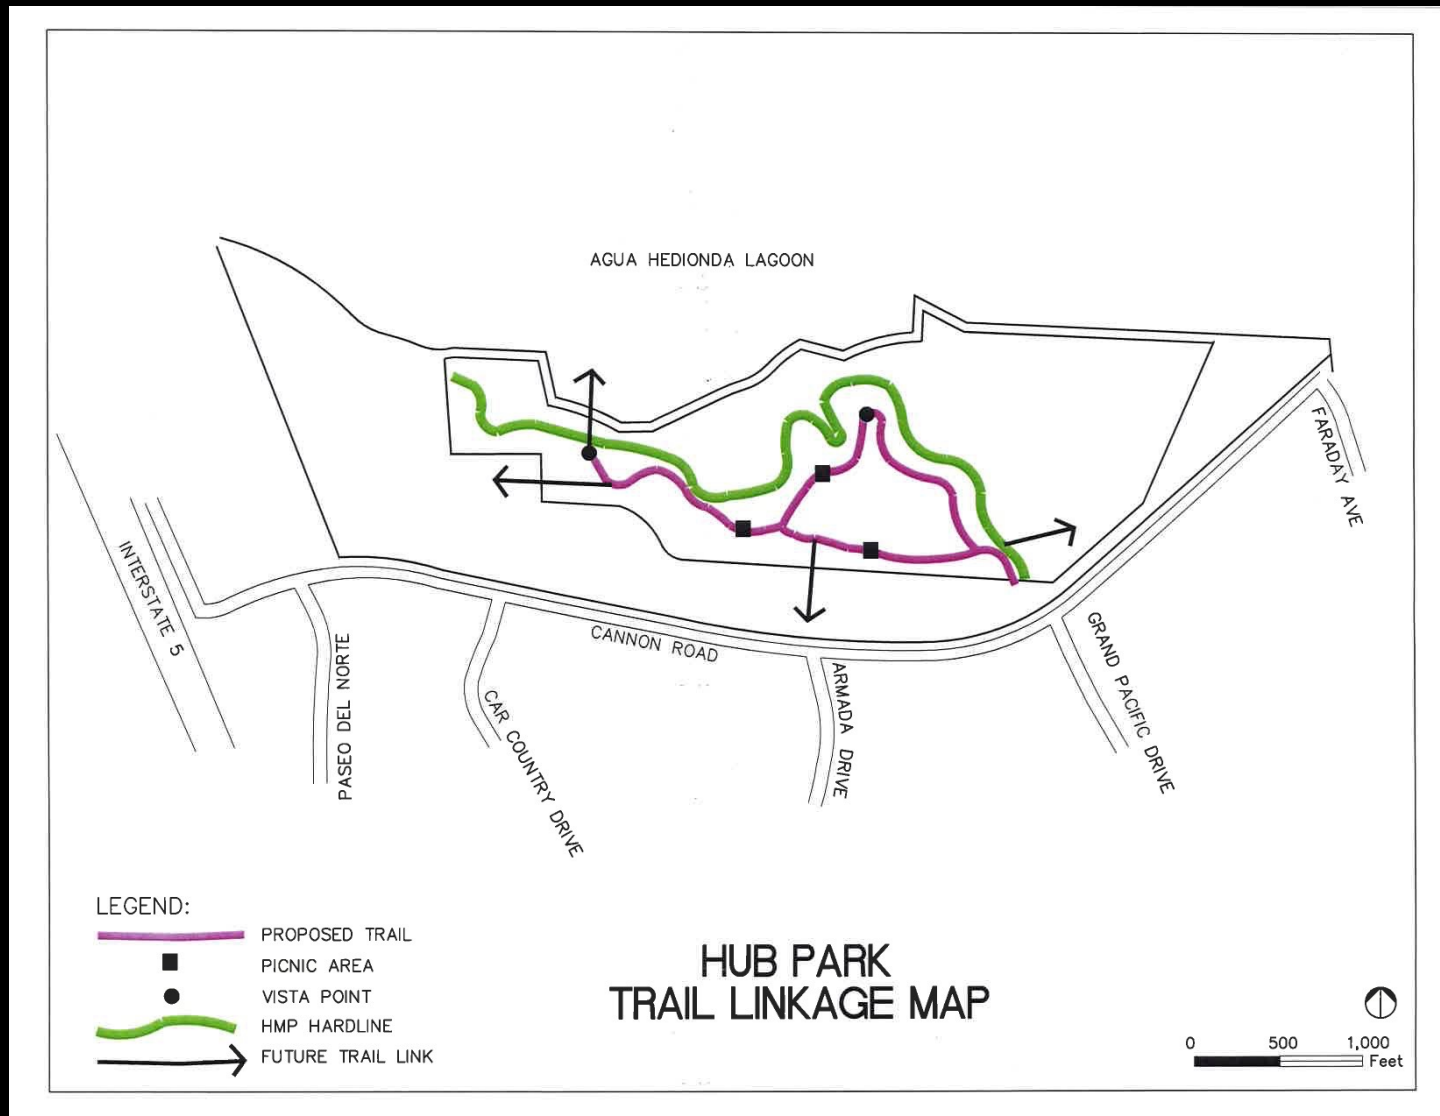 AGUA HEDIONDA LAGOON
FARADAY AVE
INTERSTATE 5
PASEO DEL NORTE
CAR COUNTRY DRIVE
CANNON ROAD
ARMADA DRIVE
GRAND PACIFIC DRIVE
LEGEND:
PROPOSED TRAIL
PICNIC AREA
VISTA POINT
HMP HARDLINE
FUTURE TRAIL LINK
HUB PARK
TRAIL LINKAGE MAP
0 500 1,000
Feet